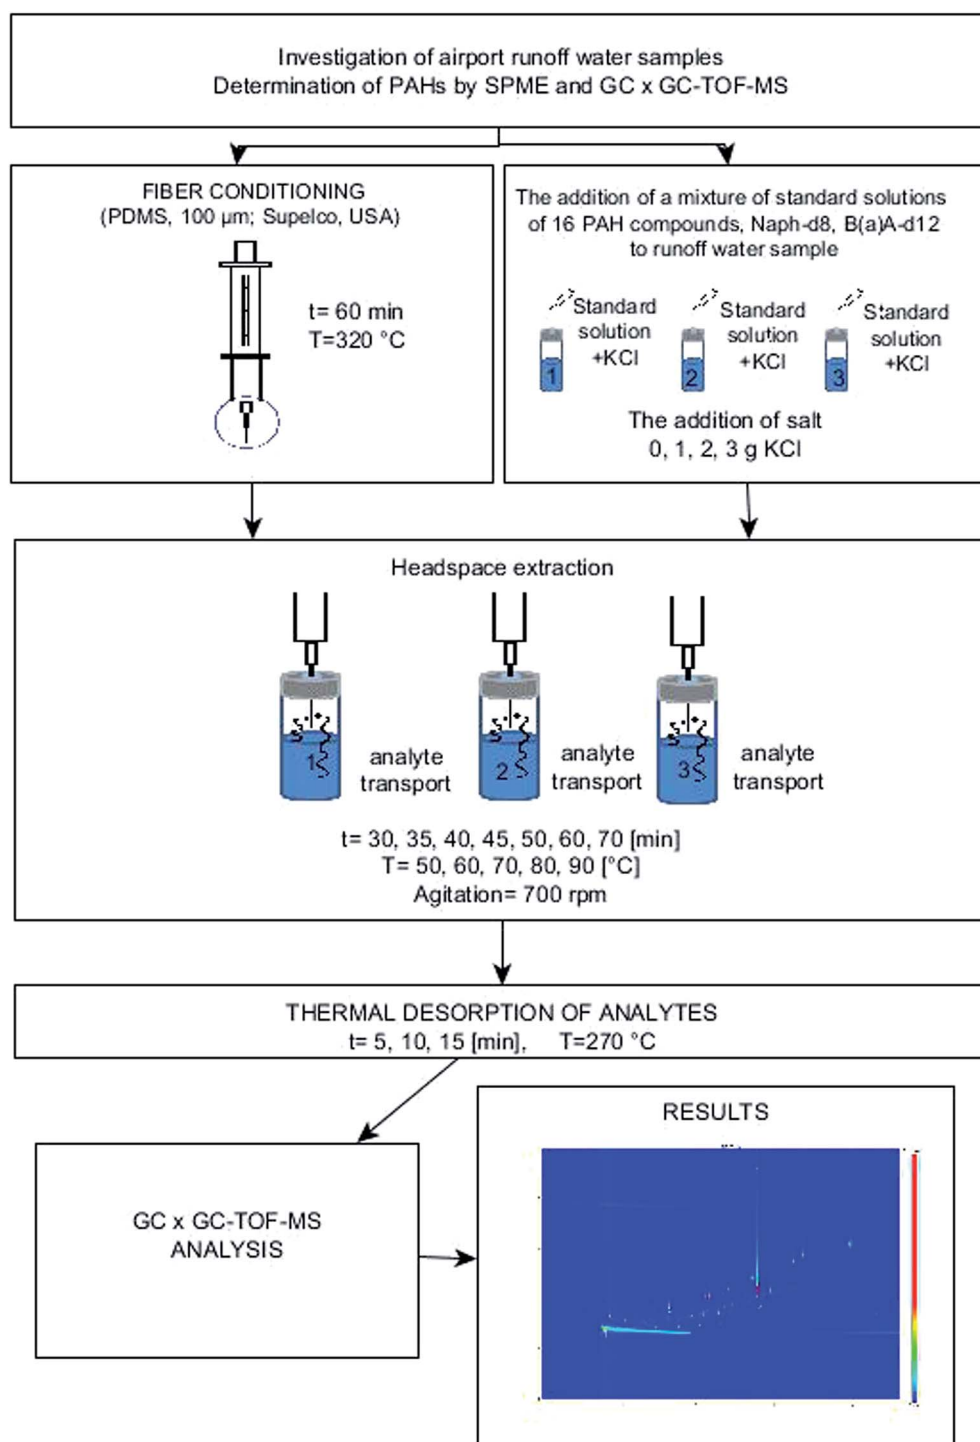 Investigation of airport runoff water samples
Determination of PAHs by SPME and GC x GC-TOF-MS
FIBER CONDITIONING
(PDMS, 100 µm; Supelco, USA)
t= 60 min
T=320 °C
The addition of a mixture of standard solutions
of 16 PAH compounds, Naph-d8, B(a)A-d12
to runoff water sample
Standard
solution
+KCl
1
Standard
solution
+KCl
2
Standard
solution
+KCl
3
The addition of salt
0, 1, 2, 3 g KCl
Headspace extraction
1
analyte
transport
2
analyte
transport
3
analyte
transport
t= 30, 35, 40, 45, 50, 60, 70 [min]
T= 50, 60, 70, 80, 90 [°C]
Agitation= 700 rpm
THERMAL DESORPTION OF ANALYTES
t= 5, 10, 15 [min], T=270 °C
GC x GC-TOF-MS
ANALYSIS
RESULTS